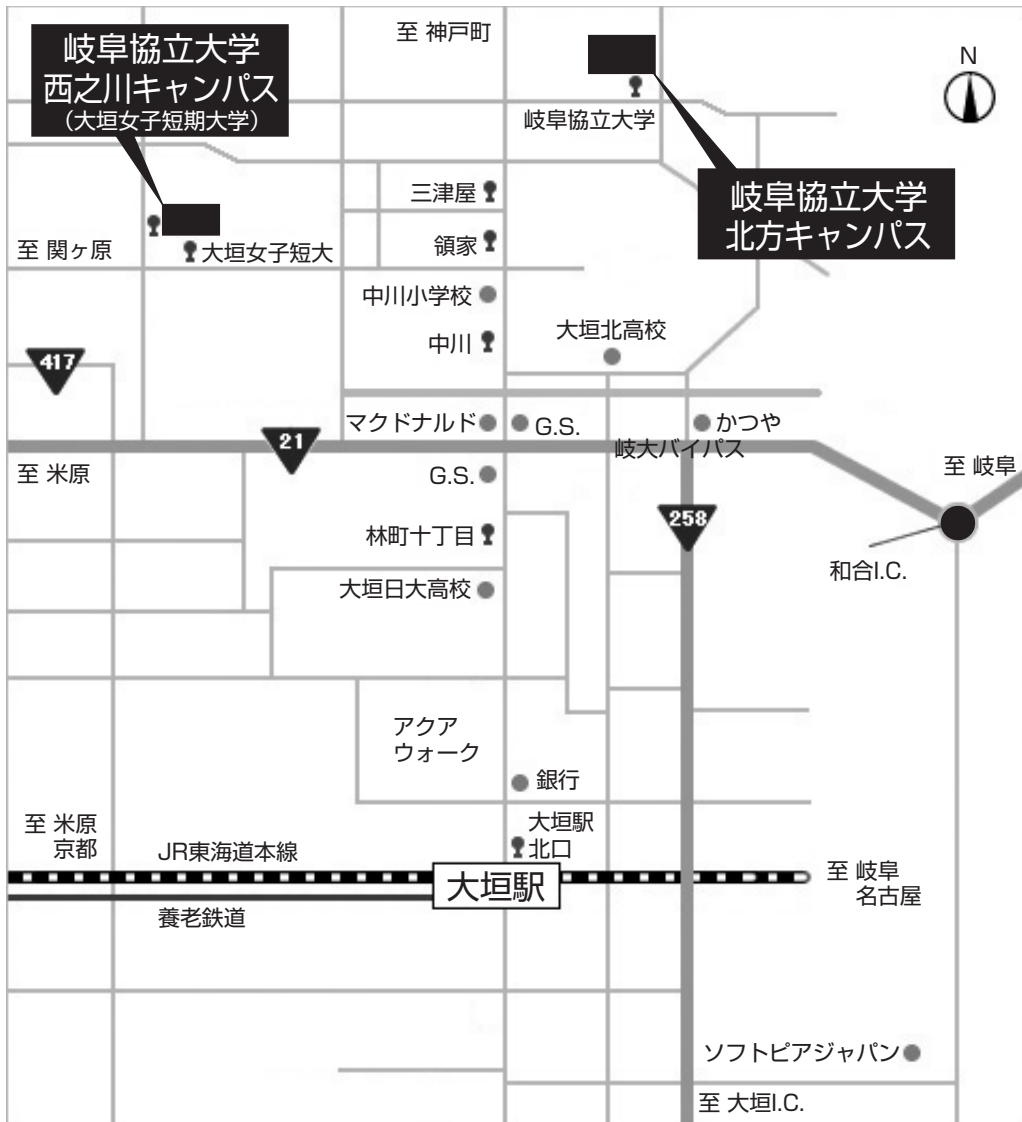 至 神戸町
岐阜協立大学
西之川キャンパス
(大垣女子短期大学)
N
岐阜協立大学
三津屋
岐阜協立大学
北方キャンパス
至 関ヶ原
大垣女子短大
領家
中川小学校
中川
大垣北高校
417
マクドナルド
G.S.
かつや
21
岐大バイパス
至 米原
G.S.
至 岐阜
258
林町十丁目
和合I.C.
大垣日大高校
アクア
ウォーク
銀行
至 米原
京都
大垣駅
北口
JR東海道本線
大垣駅
至 岐阜
名古屋
養老鉄道
ソフトピアジャパン
至 大垣I.C.